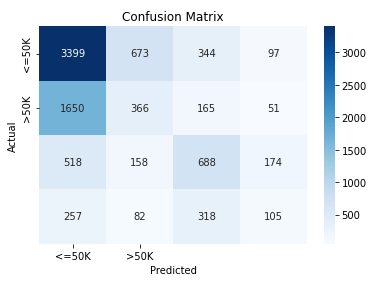 Confusion Matrix
<=50K 3399 673 344 97
>50K 1650 366 165 51
518 158 688 174
257 82 318 105
<=50K >50K
Predicted
Actual
3000
2500
2000
1500
1000
500